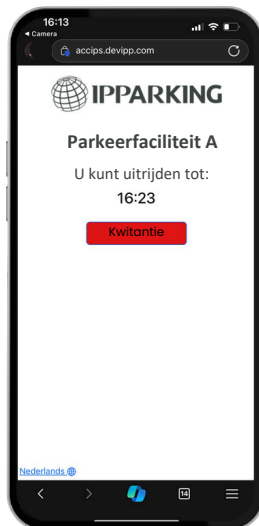 16:13
◀ Camera
accips.devipp.com
IPPARKING
Parkeerfaciliteit A
U kunt uitrijden tot:
16:23
Kwitantie
Nederlands
14